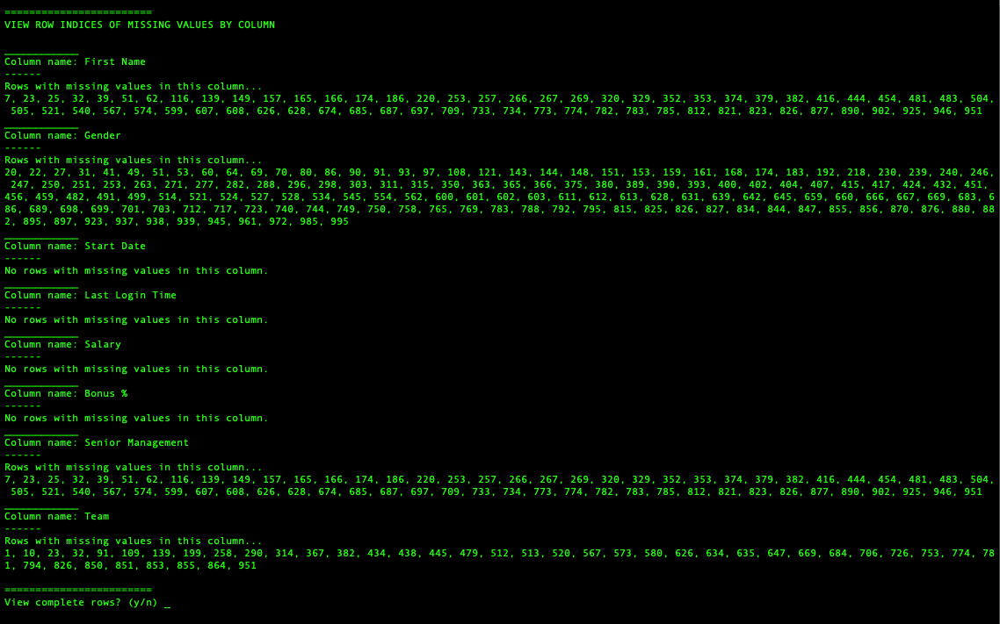 ========================
VIEW ROW INDICES OF MISSING VALUES BY COLUMN
____________
Column name: First Name
------
Rows with missing values in this column...
7, 23, 25, 32, 39, 51, 62, 116, 139, 149, 157, 165, 166, 174, 186, 220, 253, 257, 266, 267, 269, 320, 329, 352, 353, 374, 379, 382, 416, 444, 454, 481, 483, 504,
505, 521, 540, 567, 574, 599, 607, 608, 626, 628, 674, 685, 687, 697, 709, 733, 734, 773, 774, 782, 783, 785, 812, 821, 823, 826, 877, 890, 902, 925, 946, 951
____________
Column name: Gender
------
Rows with missing values in this column...
20, 22, 27, 31, 41, 49, 51, 53, 60, 64, 69, 70, 80, 86, 90, 91, 93, 97, 108, 121, 143, 144, 148, 151, 153, 159, 161, 168, 174, 183, 192, 218, 230, 239, 240, 246,
247, 250, 251, 253, 263, 271, 277, 282, 288, 296, 298, 303, 311, 315, 350, 363, 365, 366, 375, 380, 389, 390, 393, 400, 402, 404, 407, 415, 417, 424, 432, 451,
456, 459, 482, 491, 499, 514, 521, 524, 527, 528, 534, 545, 554, 562, 600, 601, 602, 603, 611, 612, 613, 628, 631, 639, 642, 645, 659, 660, 666, 667, 669, 683, 6
86, 689, 698, 699, 701, 703, 712, 717, 723, 740, 744, 749, 750, 758, 765, 769, 783, 788, 792, 795, 815, 825, 826, 827, 834, 844, 847, 855, 856, 870, 876, 880, 88
2, 895, 897, 923, 937, 938, 939, 945, 961, 972, 985, 995
____________
Column name: Start Date
------
No rows with missing values in this column.
____________
Column name: Last Login Time
------
No rows with missing values in this column.
____________
Column name: Salary
------
No rows with missing values in this column.
____________
Column name: Bonus %
------
No rows with missing values in this column.
____________
Column name: Senior Management
------
Rows with missing values in this column...
7, 23, 25, 32, 39, 51, 62, 116, 139, 149, 157, 165, 166, 174, 186, 220, 253, 257, 266, 267, 269, 320, 329, 352, 353, 374, 379, 382, 416, 444, 454, 481, 483, 504,
505, 521, 540, 567, 574, 599, 607, 608, 626, 628, 674, 685, 687, 697, 709, 733, 734, 773, 774, 782, 783, 785, 812, 821, 823, 826, 877, 890, 902, 925, 946, 951
____________
Column name: Team
------
Rows with missing values in this column...
1, 10, 23, 32, 91, 109, 139, 199, 258, 290, 314, 367, 382, 434, 438, 445, 479, 512, 513, 520, 567, 573, 580, 626, 634, 635, 647, 669, 684, 706, 726, 753, 774, 78
1, 794, 826, 850, 851, 853, 855, 864, 951
========================
View complete rows? (y/n) _